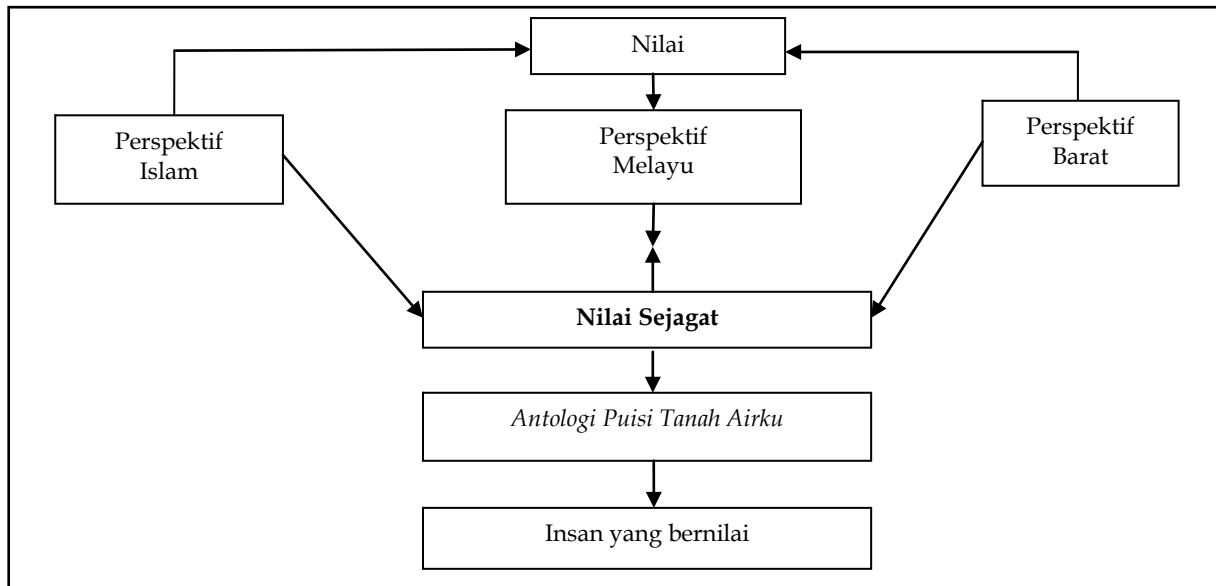 Nilai
Perspektif
Islam
Perspektif
Melayu
Perspektif
Barat
Nilai Sejagat
Antologi Puisi Tanah Airku
Insan yang bernilai